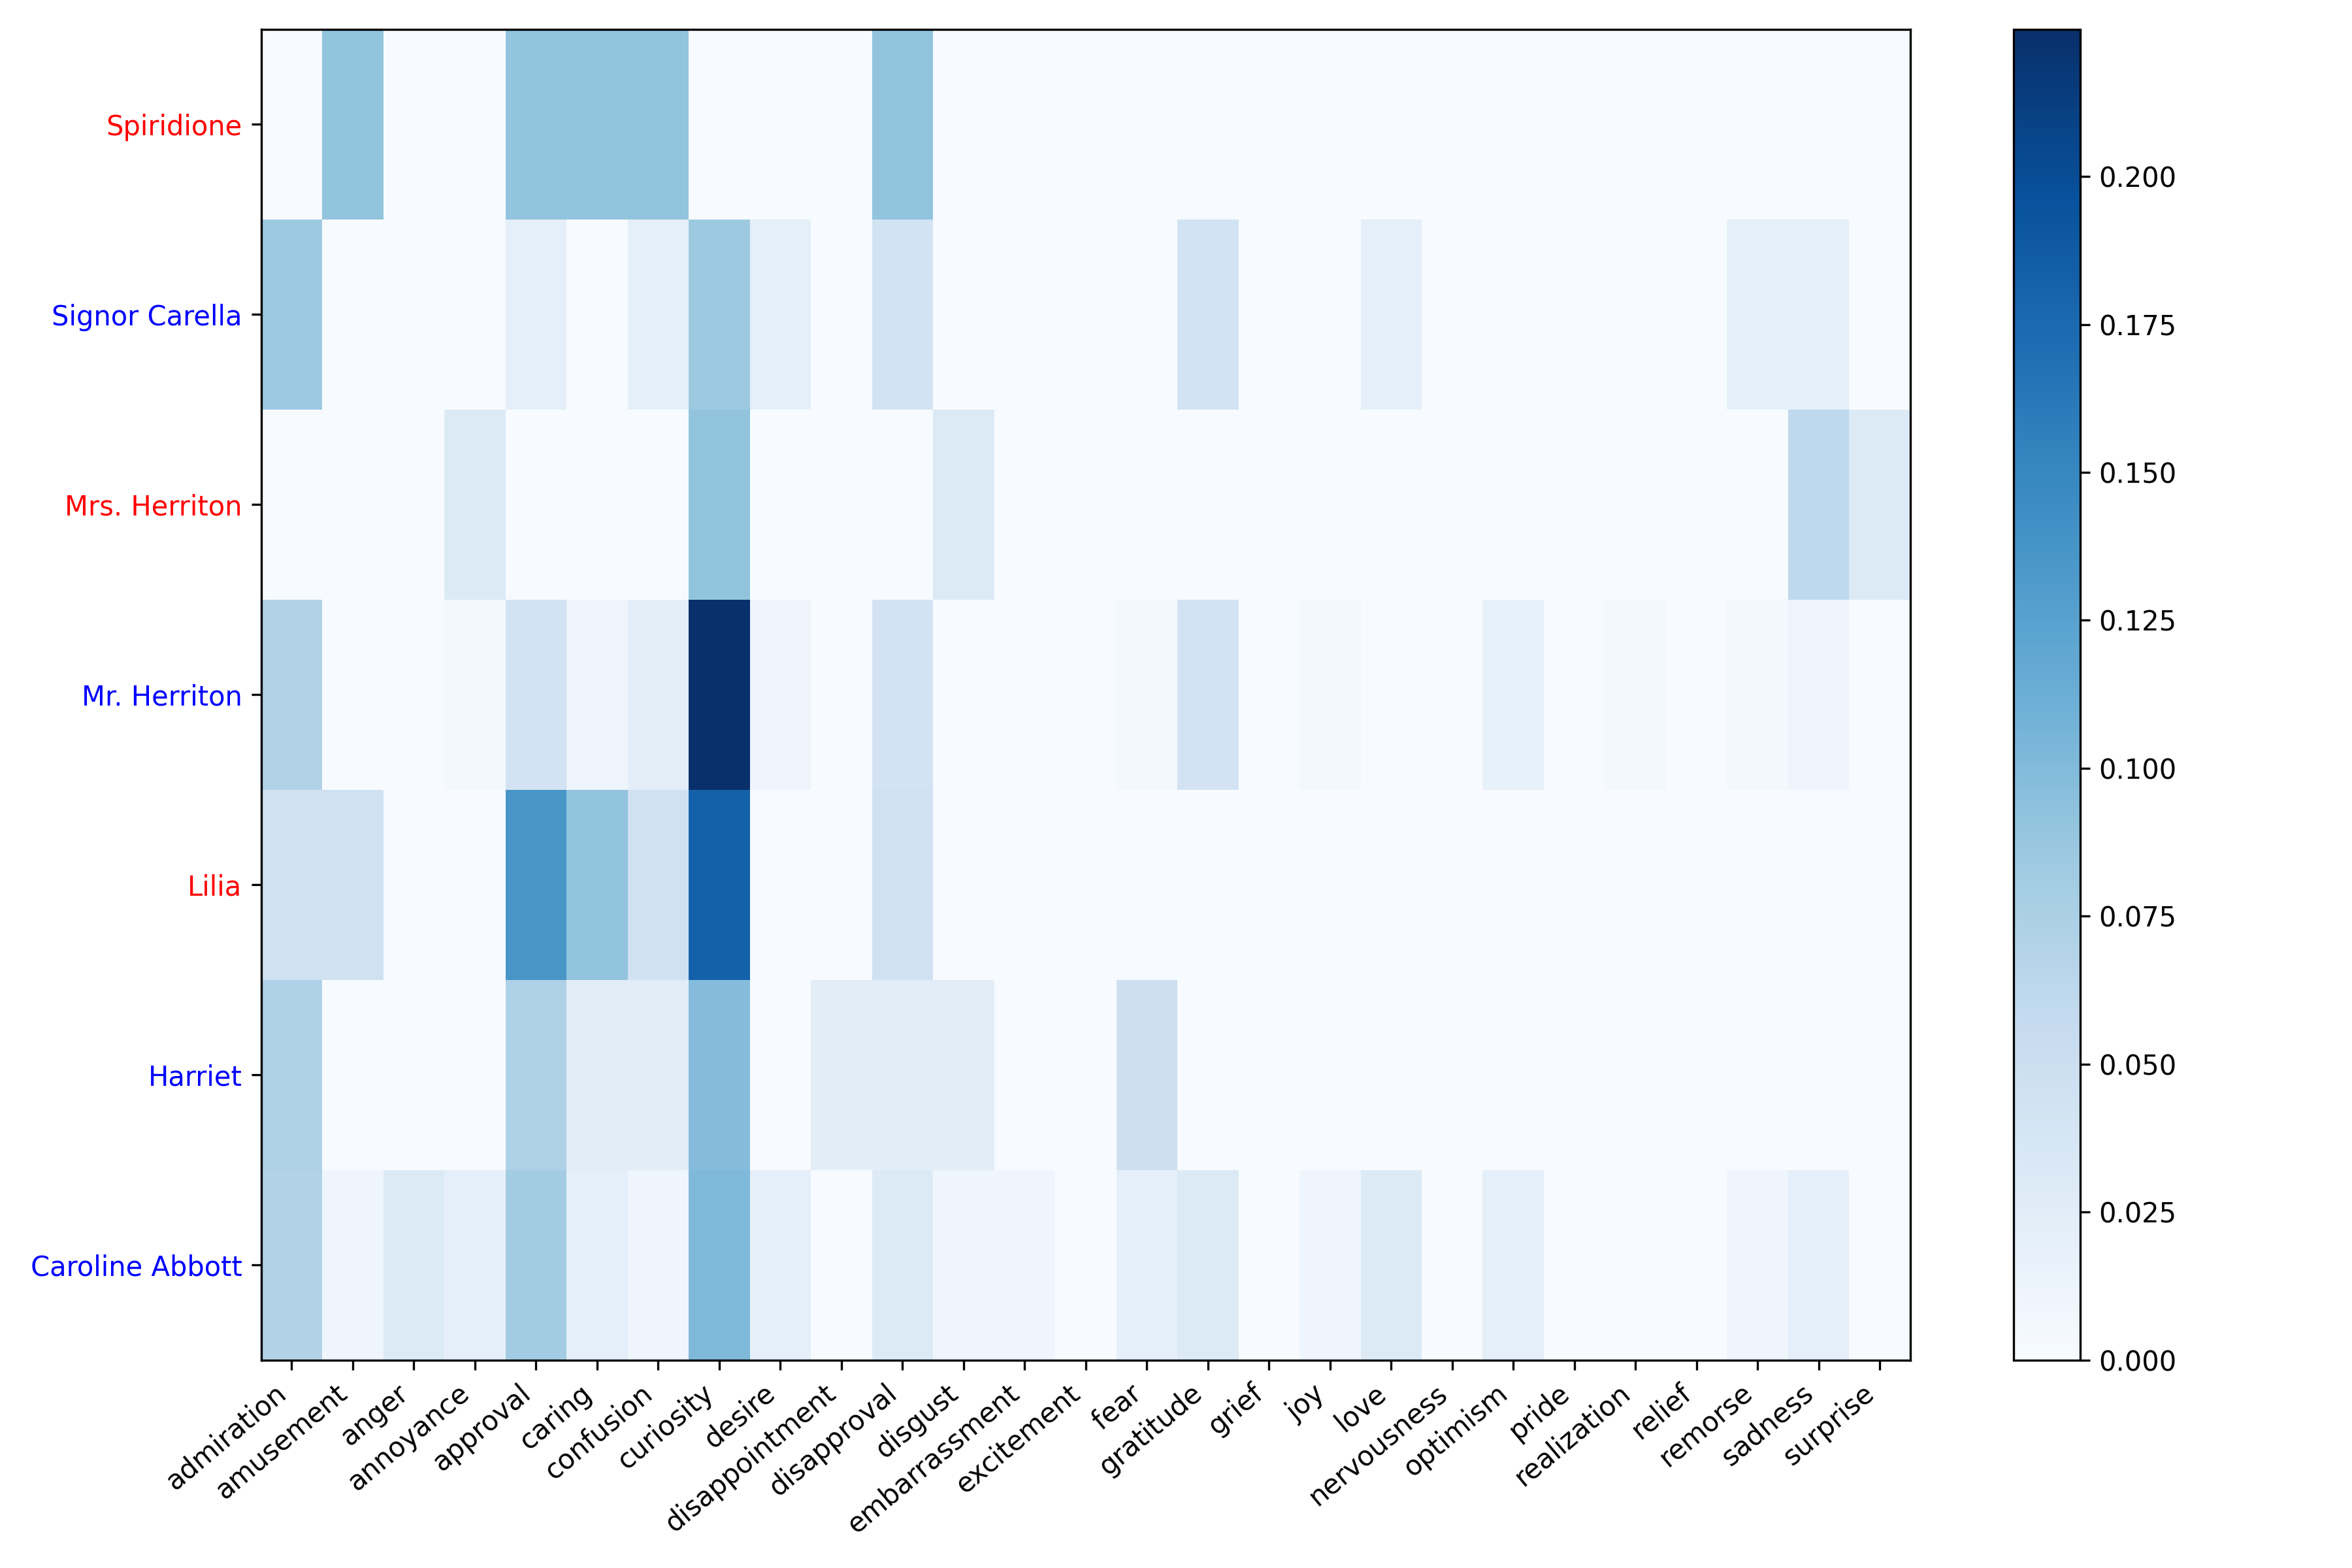 Spiridione
Signor Carella
Mrs. Herriton
Mr. Herriton
Lilia
Harriet
Caroline Abbott
admiration
amusement
anger
annoyance
approval
caring
confusion
curiosity
desire
disappointment
disapproval
disgust
embarrassment
excitement
fear
gratitude
grief
joy
love
nervousness
optimism
pride
realization
relief
remorse
sadness
surprise
0.200
0.175
0.150
0.125
0.100
0.075
0.050
0.025
0.000